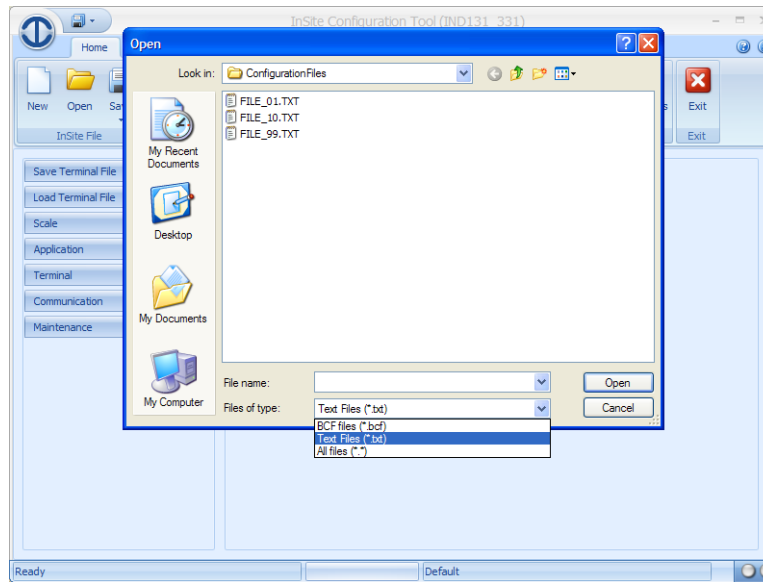 InSite Configuration Tool (IND131_331)
Home
Open
Look in:
ConfigurationFiles
New
Open
InSite File
Exit
Exit
FILE_01.TXT
FILE_10.TXT
FILE_99.TXT
My Recent
Documents
Desktop
My Documents
My Computer
Save Terminal File
Load Terminal File
Scale
Application
Terminal
Communication
Maintenance
File name:
Open
Files of type:
Text Files (*.txt)
Cancel
BCF files (*.bcf)
Text Files (*.txt)
All files (*.*)
Ready
Default